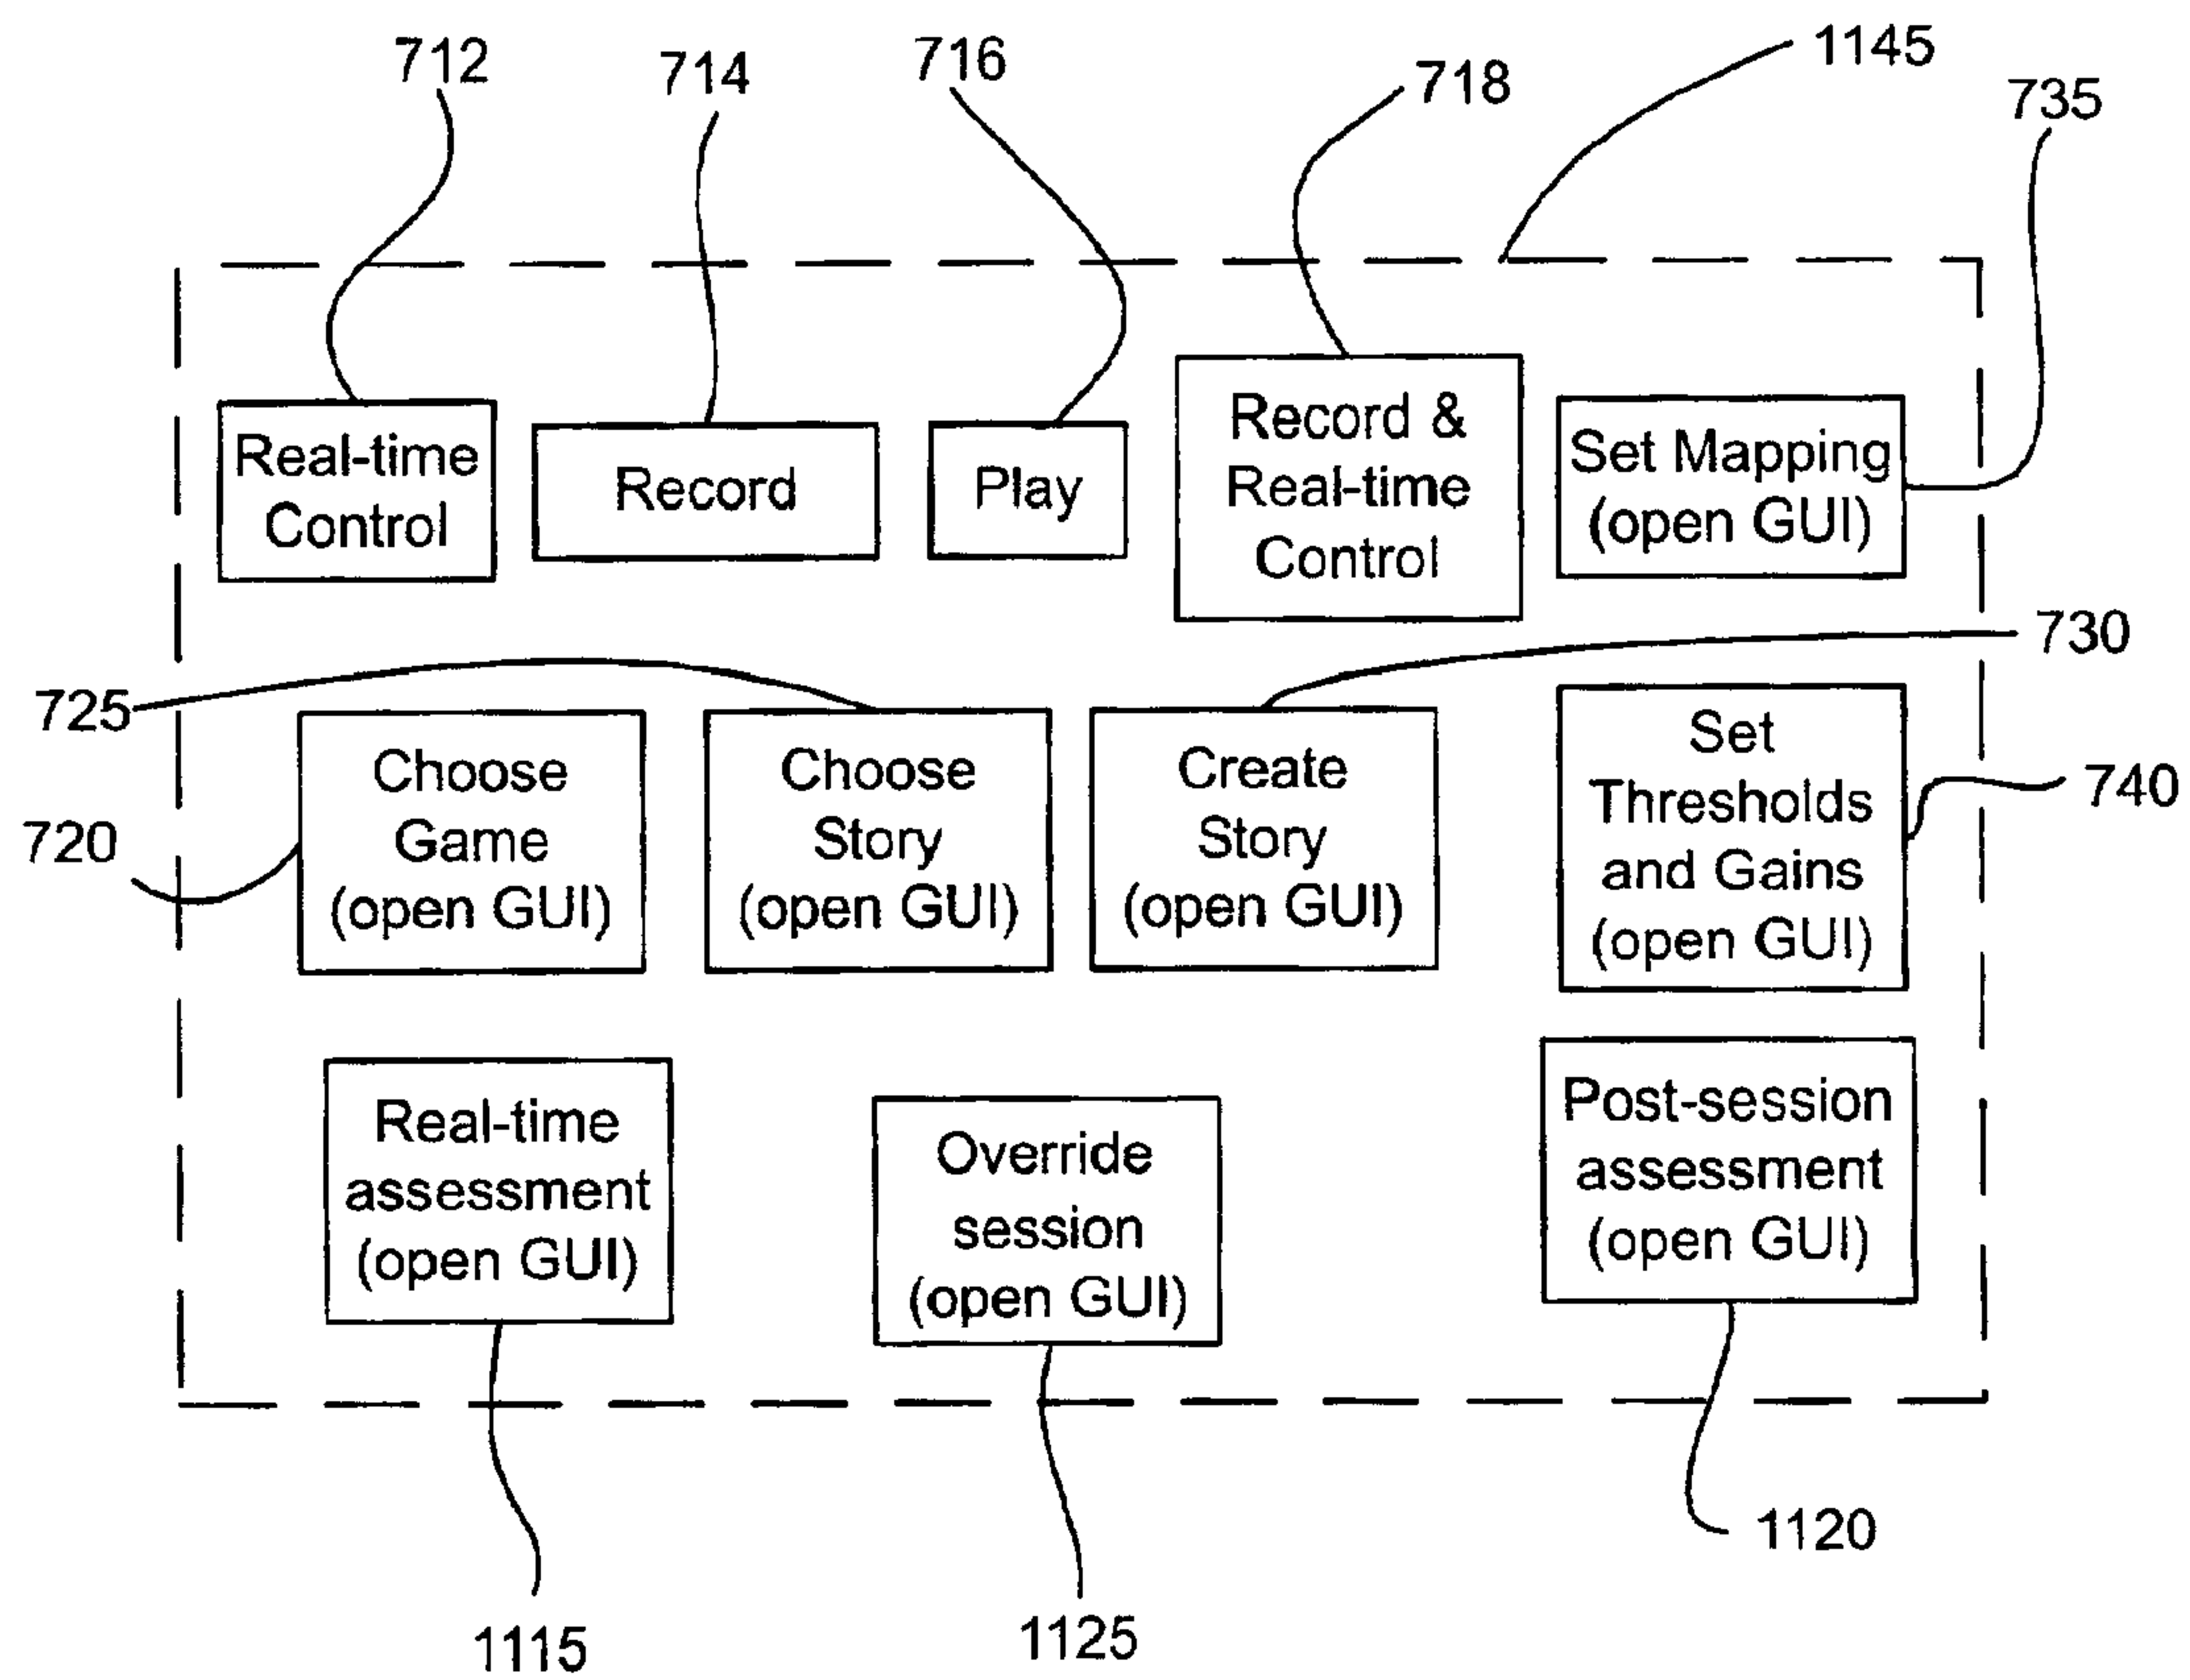 712
714
716
718
1145
735
Real-time
Control
Record
Play
Record &
Real-time
Control
Set Mapping
(open GUI)
730
725
720
Choose
Game
(open GUI)
Choose
Story
(open GUI)
Create
Story
(open GUI)
Set
Thresholds
and Gains
(open GUI)
740
Real-time
assessment
(open GUI)
Override
session
(open GUI)
Post-session
assessment
(open GUI)
1115
1125
1120